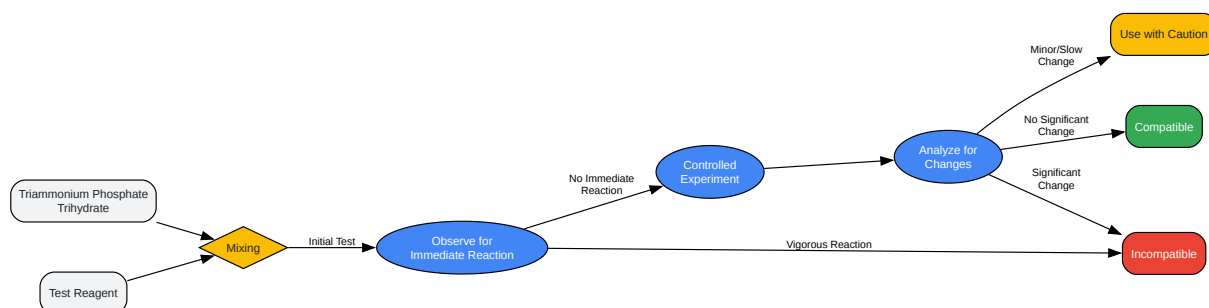 Triammonium Phosphate
Trihydrate
Test Reagent
Mixing
Initial Test
Observe for
Immediate Reaction
No Immediate
Reaction
Vigorous Reaction
Controlled
Experiment
Analyze for
Changes
Minor/Slow
Change
No Significant
Change
Significant
Change
Use with Caution
Compatible
Incompatible